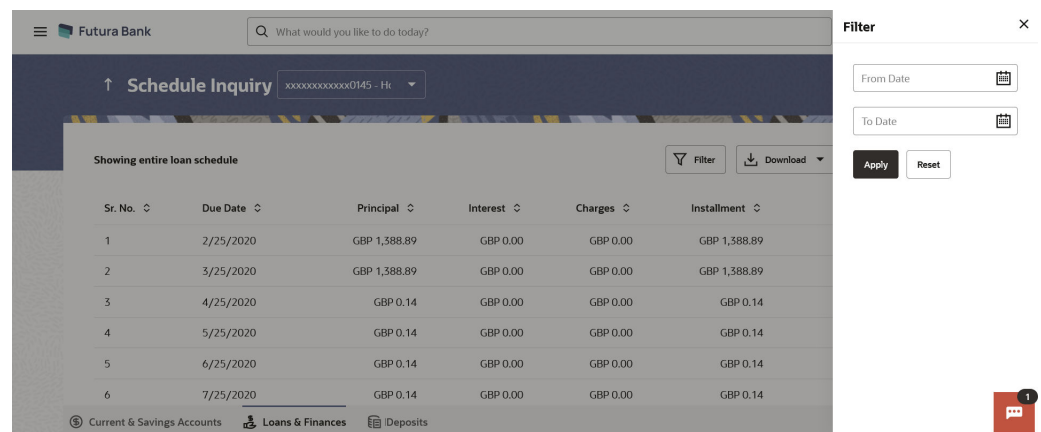 Futura Bank
What would you like to do today?
Filter
Schedule Inquiry xxxxxxxxxxxx0145 - Ho
From Date
To Date
Apply Reset
Showing entire loan schedule Filter Download
Sr. No. Due Date Principal Interest Charges Installment
1 2/25/2020 GBP 1,388.89 GBP 0.00 GBP 0.00 GBP 1,388.89
2 3/25/2020 GBP 1,388.89 GBP 0.00 GBP 0.00 GBP 1,388.89
3 4/25/2020 GBP 0.14 GBP 0.00 GBP 0.00 GBP 0.14
4 5/25/2020 GBP 0.14 GBP 0.00 GBP 0.00 GBP 0.14
5 6/25/2020 GBP 0.14 GBP 0.00 GBP 0.00 GBP 0.14
6 7/25/2020 GBP 0.14 GBP 0.00 GBP 0.00 GBP 0.14
Current & Savings Accounts Loans & Finances Deposits
1